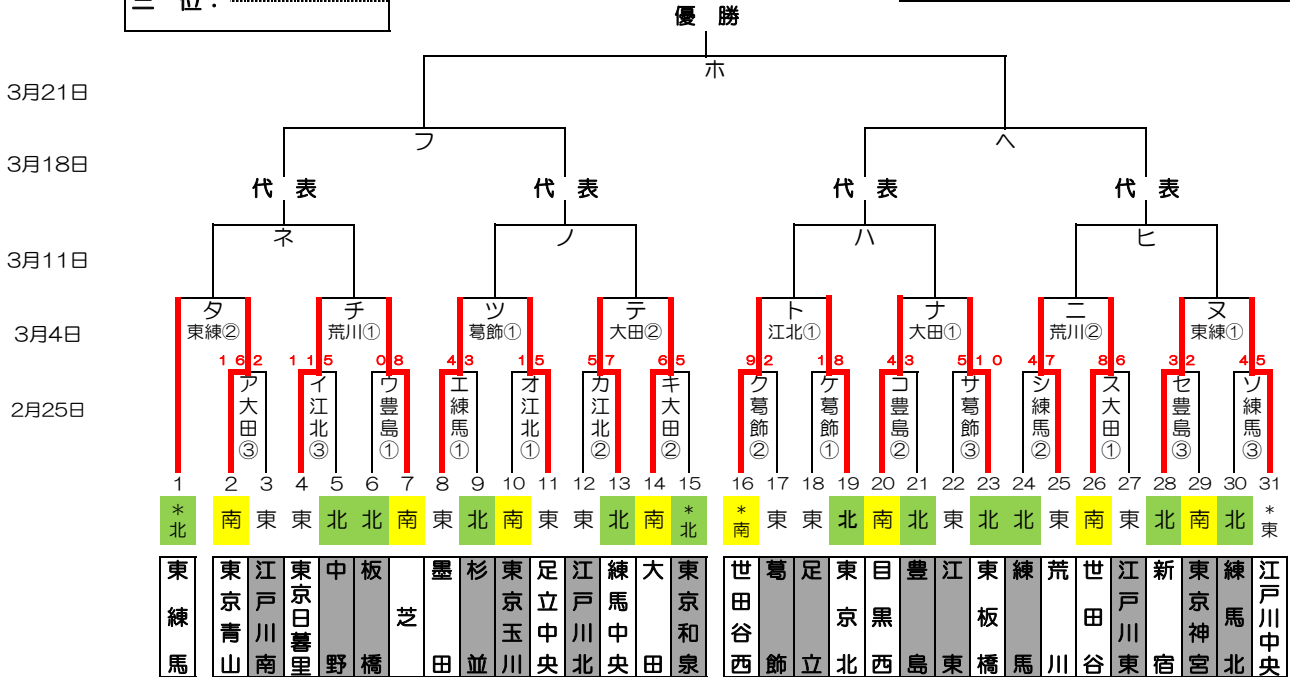 三 位：
優 勝
ホ
3月21日
フ
ヘ
3月18日
代 表 代 表 代 表 代 表
ネ ノ ハ ヒ
3月11日
タ チ ツ テ ト ナ ニ ヌ
3月4日
東練② 荒川① 葛飾① 大田② 江北① 大田① 荒川② 東練①
16 2 11 5 0 8 4 3 1 5 5 7 6 5 9 2 1 8 4 3 5 10 4 7 8 6 3 2 4 5
2月25日
ア大田③ イ江北③ ウ豊島① エ練馬① オ江北① カ江北② キ大田② ク葛飾② ケ葛飾① コ豊島② サ葛飾③ シ練馬② ス大田① セ豊島③ ソ練馬③
1 2 3 4 5 6 7 8 9 10 11 12 13 14 15 16 17 18 19 20 21 22 23 24 25 26 27 28 29 30 31
*北 南 東 東 北 北 南 東 北 南 東 東 北 南 *北 *南 東 東 北 南 北 東 北 北 東 南 東 北 南 北 *東
東練馬 東京青山 江戸川南 東京日暮里 中野 板橋 芝 墨田 杉並 東京玉川 足立中央 江戸川北 練馬中央 大田 東京和泉 世田谷西 葛飾 足立 東京北 目黒西 豊島 江東 東板橋 練馬 荒川 世田谷 江戸川東 新宿 東京神宮 練馬北 江戸川中央